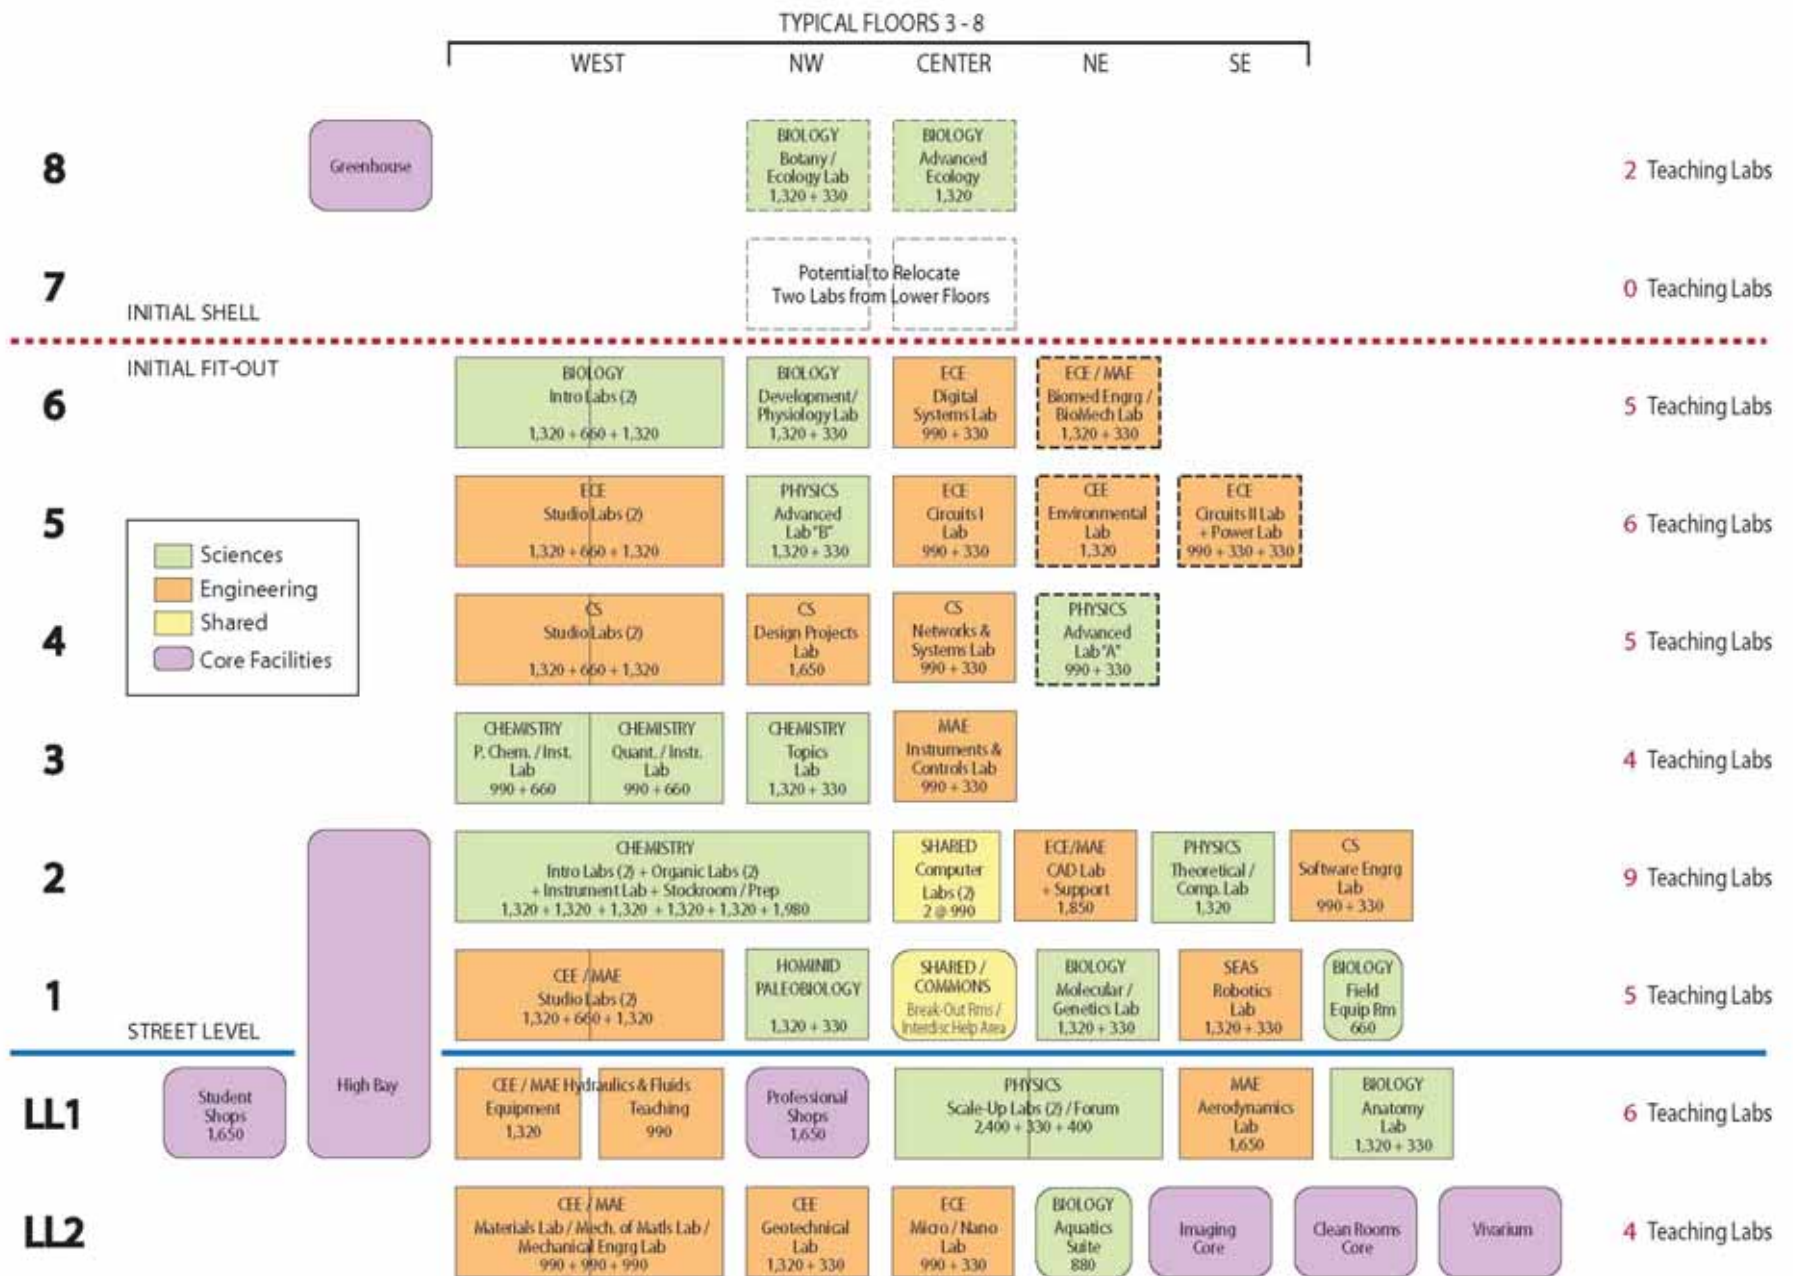 TYPICAL FLOORS 3 - 8
WEST
NW
CENTER
NE
SE
8
Greenhouse
BIOLOGY
Botany /
Ecology Lab
1,320 + 330
BIOLOGY
Advanced
Ecology
1,320
2 Teaching Labs
7
Potential to Relocate
Two Labs from Lower Floors
0 Teaching Labs
INITIAL SHELL
INITIAL FIT-OUT
6
BIOLOGY
Intro Labs (2)
1,320 + 660 + 1,320
BIOLOGY
Development/
Physiology Lab
1,320 + 330
ECE
Digital
Systems Lab
990 + 330
ECE / MAE
Biomed Engrg /
BioMech Lab
1,320 + 330
5 Teaching Labs
5
ECE
Studio Labs (2)
1,320 + 660 + 1,320
PHYSICS
Advanced
Lab "B"
1,320 + 330
ECE
Circuits I
Lab
990 + 330
CEE
Environmental
Lab
1,320
ECE
Circuits II Lab
+ Power Lab
990 + 330 + 330
6 Teaching Labs
Sciences
Engineering
Shared
Core Facilities
4
CS
Studio Labs (2)
1,320 + 660 + 1,320
CS
Design Projects
Lab
1,650
CS
Networks &
Systems Lab
990 + 330
PHYSICS
Advanced
Lab "A"
990 + 330
5 Teaching Labs
3
CHEMISTRY
P. Chem. / Inst.
Lab
990 + 660
CHEMISTRY
Quant. / Instr.
Lab
990 + 660
CHEMISTRY
Topics
Lab
1,320 + 330
MAE
Instruments &
Controls Lab
990 + 330
4 Teaching Labs
2
CHEMISTRY
Intro Labs (2) + Organic Labs (2)
+ Instrument Lab + Stockroom / Prep
1,320 + 1,320 + 1,320 + 1,320 + 1,320 + 1,980
SHARED
Computer
Labs (2)
2 @ 990
ECE/MAE
CAD Lab
+ Support
1,850
PHYSICS
Theoretical /
Comp. Lab
1,320
CS
Software Engrg
Lab
990 + 330
9 Teaching Labs
1
CEE / MAE
Studio Labs (2)
1,320 + 660 + 1,320
HOMINID
PALEOBIOLOGY
1,320 + 330
SHARED /
COMMONS
Break-Out Rms /
Interdisc Help Area
BIOLOGY
Molecular /
Genetics Lab
1,320 + 330
SEAS
Robotics
Lab
1,320 + 330
BIOLOGY
Field
Equip Rm
660
5 Teaching Labs
STREET LEVEL
LL1
Student
Shops
1,650
High Bay
CEE / MAE Hydraulics & Fluids
Equipment
1,320
Teaching
990
Professional
Shops
1,650
PHYSICS
Scale-Up Labs (2) / Forum
2,400 + 330 + 400
MAE
Aerodynamics
Lab
1,650
BIOLOGY
Anatomy
Lab
1,320 + 330
6 Teaching Labs
LL2
CEE / MAE
Materials Lab / Mech. of Matls Lab /
Mechanical Engrg Lab
990 + 990 + 990
CEE
Geotechnical
Lab
1,320 + 330
ECE
Micro / Nano
Lab
990 + 330
BIOLOGY
Aquatics
Suite
880
Imaging
Core
Clean Rooms
Core
Vivarium
4 Teaching Labs